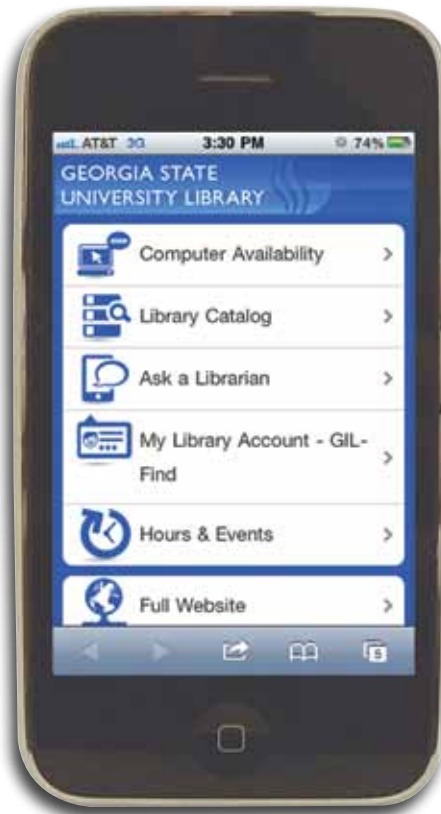 AT&T 3G 3:30 PM 74%
GEORGIA STATE
UNIVERSITY LIBRARY
Computer Availability
Library Catalog
Ask a Librarian
My Library Account - GIL-
Find
Hours & Events
Full Website
5